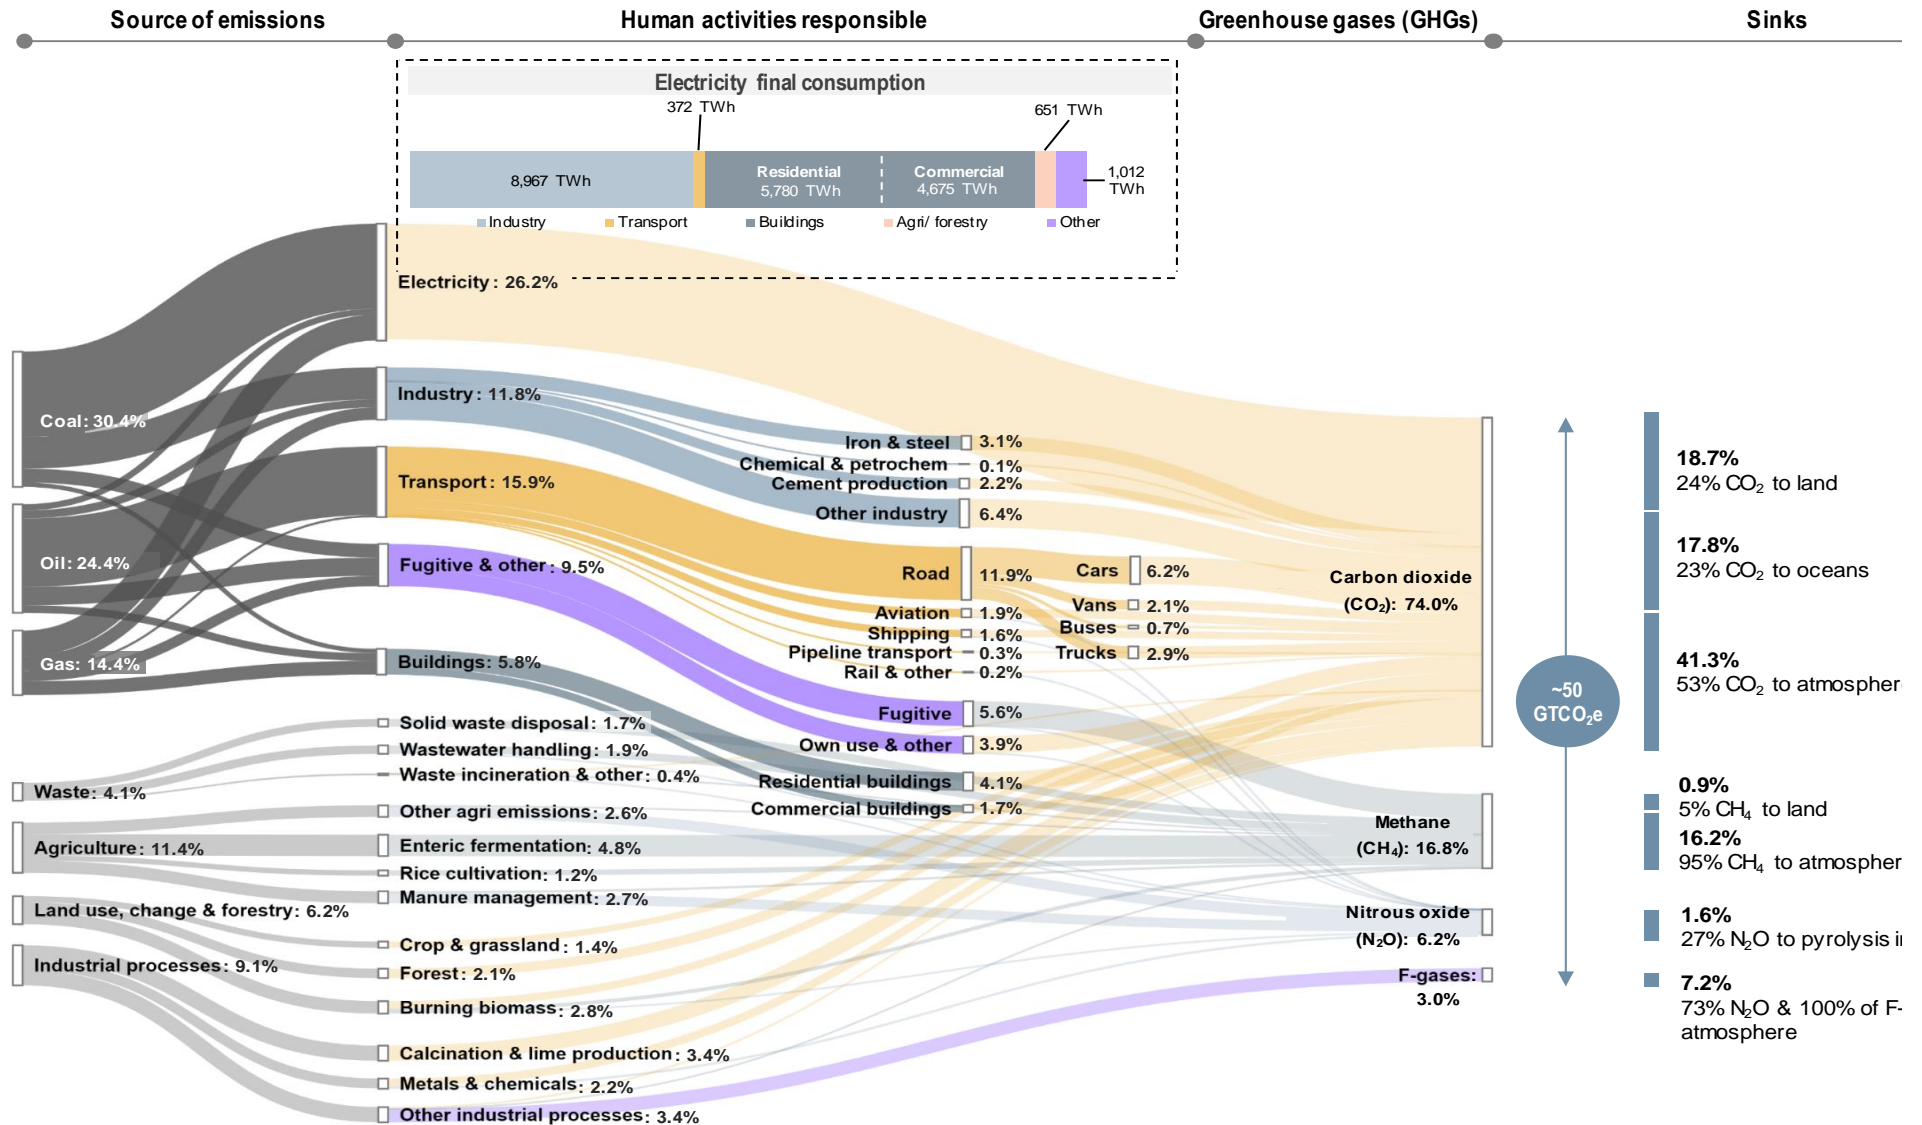 Source of emissions
Human activities responsible
Greenhouse gases (GHGs)
Sinks
Electricity final consumption
372 TWh
651 TWh
8,967 TWh
Residential
5,780 TWh
Commercial
4,675 TWh
1,012
TWh
Industry
Transport
Buildings
Agri/ forestry
Other
Electricity: 26.2%
Coal: 30.4%
Industry: 11.8%
Iron & steel 3.1%
Chemical & petrochem 0.1%
Cement production 2.2%
Transport: 15.9%
Other industry 6.4%
Oil: 24.4%
Fugitive & other: 9.5%
Road 11.9%
Cars 6.2%
Aviation 1.9%
Vans 2.1%
Shipping 1.6%
Buses 0.7%
Pipeline transport 0.3%
Trucks 2.9%
Rail & other 0.2%
Gas: 14.4%
Buildings: 5.8%
Fugitive 5.6%
Own use & other 3.9%
Residential buildings 4.1%
Commercial buildings 1.7%
Solid waste disposal: 1.7%
Wastewater handling: 1.9%
Waste incineration & other: 0.4%
Waste: 4.1%
Other agri emissions: 2.6%
Agriculture: 11.4%
Enteric fermentation: 4.8%
Rice cultivation: 1.2%
Manure management: 2.7%
Land use, change & forestry: 6.2%
Crop & grassland: 1.4%
Industrial processes: 9.1%
Forest: 2.1%
Burning biomass: 2.8%
Calcination & lime production: 3.4%
Metals & chemicals: 2.2%
Other industrial processes: 3.4%
Carbon dioxide
(CO₂): 74.0%
Methane
(CH₄): 16.8%
Nitrous oxide
(N₂O): 6.2%
F-gases:
3.0%
~50
GTCO₂e
18.7%
24% CO₂ to land
17.8%
23% CO₂ to oceans
41.3%
53% CO₂ to atmospher
0.9%
5% CH₄ to land
16.2%
95% CH₄ to atmospher
1.6%
27% N₂O to pyrolysis i
7.2%
73% N₂O & 100% of F-
atmosphere